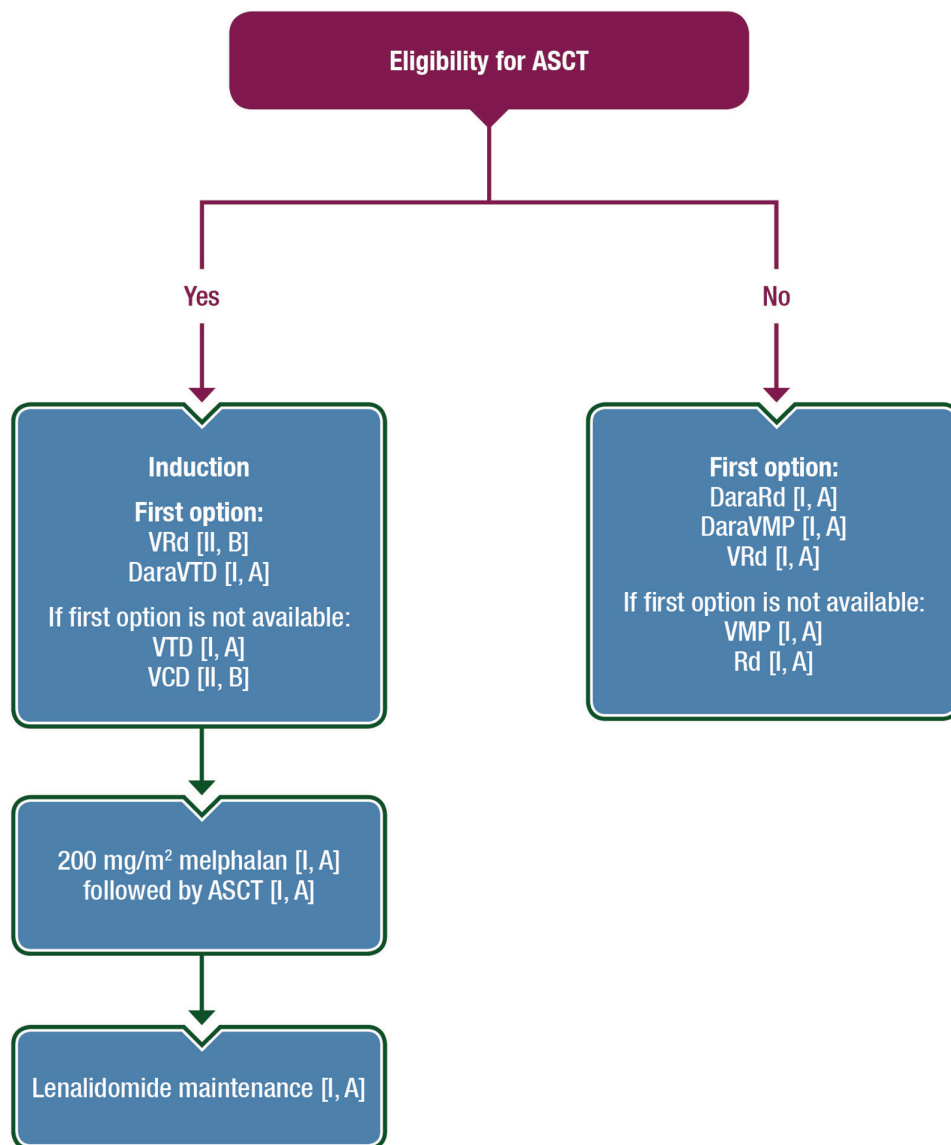 Eligibility for ASCT
Yes
No
Induction
First option:
VRd [II, B]
DaraVTD [I, A]
If first option is not available:
VTD [I, A]
VCD [II, B]
First option:
DaraRd [I, A]
DaraVMP [I, A]
VRd [I, A]
If first option is not available:
VMP [I, A]
Rd [I, A]
200 mg/m² melphalan [I, A]
followed by ASCT [I, A]
Lenalidomide maintenance [I, A]